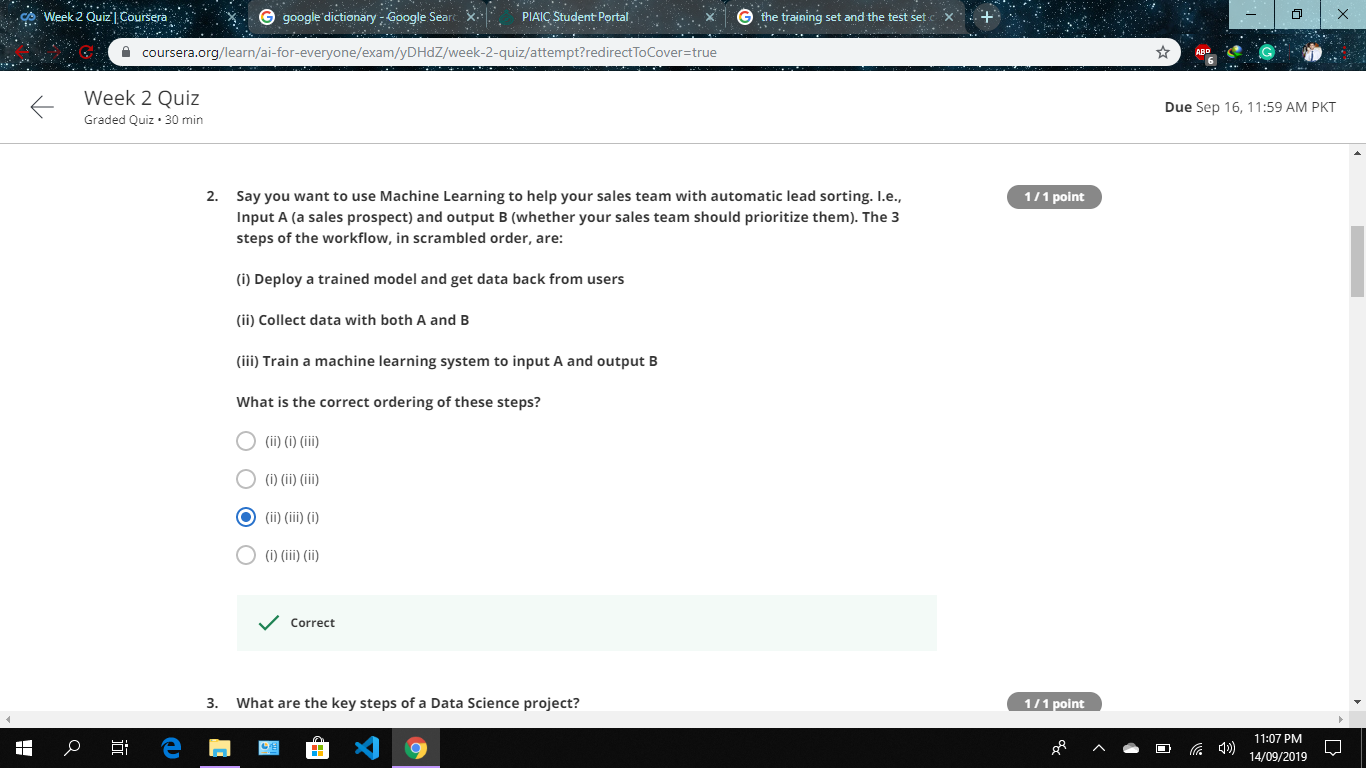 Week 2 Quiz | Coursera
google dictionary - Google Searc
PIAIC Student Portal
the training set and the test set c
coursera.org/learn/ai-for-everyone/exam/yDHdZ/week-2-quiz/attempt?redirectToCover=true
ABP
6
Week 2 Quiz
Graded Quiz • 30 min
Due Sep 16, 11:59 AM PKT
2. Say you want to use Machine Learning to help your sales team with automatic lead sorting. I.e.,
Input A (a sales prospect) and output B (whether your sales team should prioritize them). The 3
steps of the workflow, in scrambled order, are:
1 / 1 point
(i) Deploy a trained model and get data back from users
(ii) Collect data with both A and B
(iii) Train a machine learning system to input A and output B
What is the correct ordering of these steps?
(ii) (i) (iii)
(i) (ii) (iii)
(ii) (iii) (i)
(i) (iii) (ii)
Correct
3. What are the key steps of a Data Science project?
1 / 1 point
11:07 PM
14/09/2019